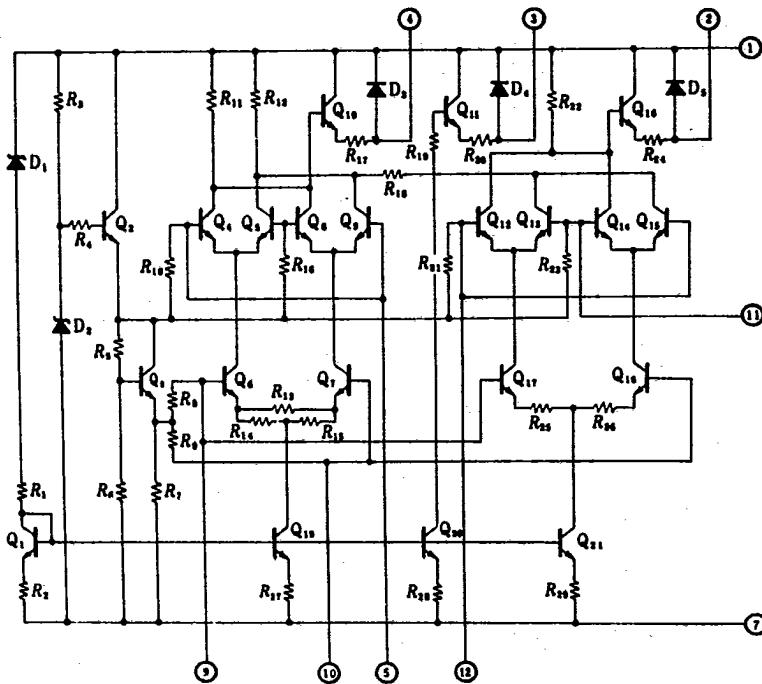 4 3 2
1
R3 R11 R12 Q10 D3 Q11 D4 R22 Q16 D5
D1 R17 R19 R20 R24
R4 Q2 R18
Q4 Q5 Q8 Q9 Q12 Q13 Q14 Q15
R10 R16 R21 R23
D2 11
R5
Q3 R8 Q6 Q7 Q17
R13 R14 R15 R25
R9
R1 R6 R7
Q1 Q19 Q20 Q21
R2 R27 R28 R29
7
9 10 5 12